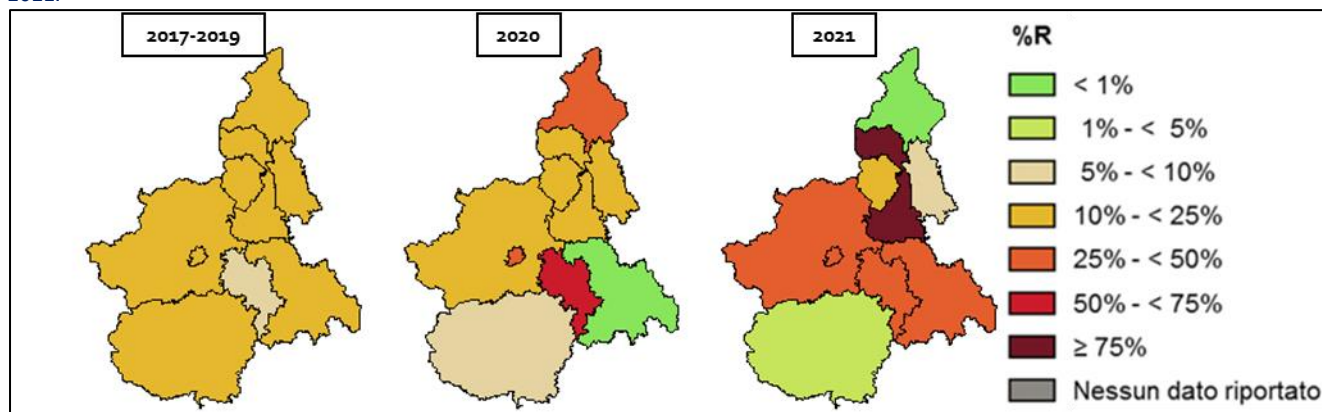 2017-2019
2020
2021
%R
< 1%
1% - < 5%
5% - < 10%
10% - < 25%
25% - < 50%
50% - < 75%
≥ 75%
Nessun dato riportato